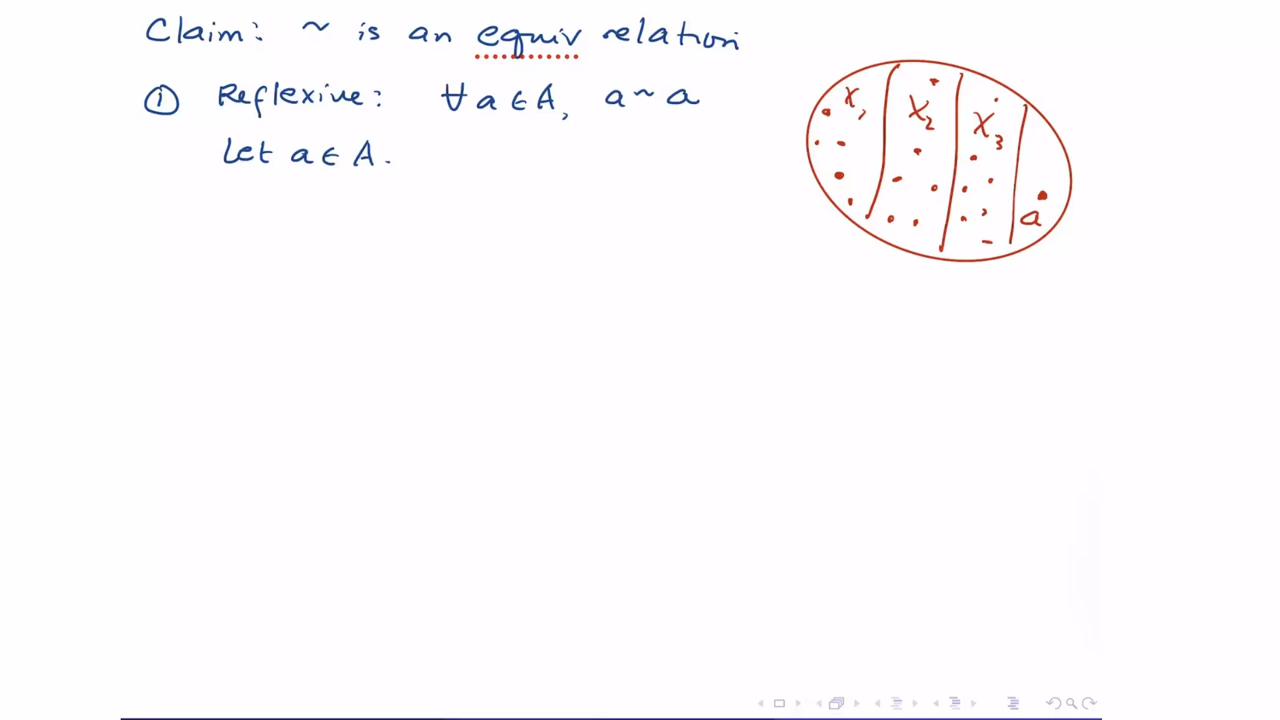 Claim: ~ is an equiv relation
① Reflexive: ∀ a ∈ A, a ~ a
Let a ∈ A.
X₁ X₂ X₃
a